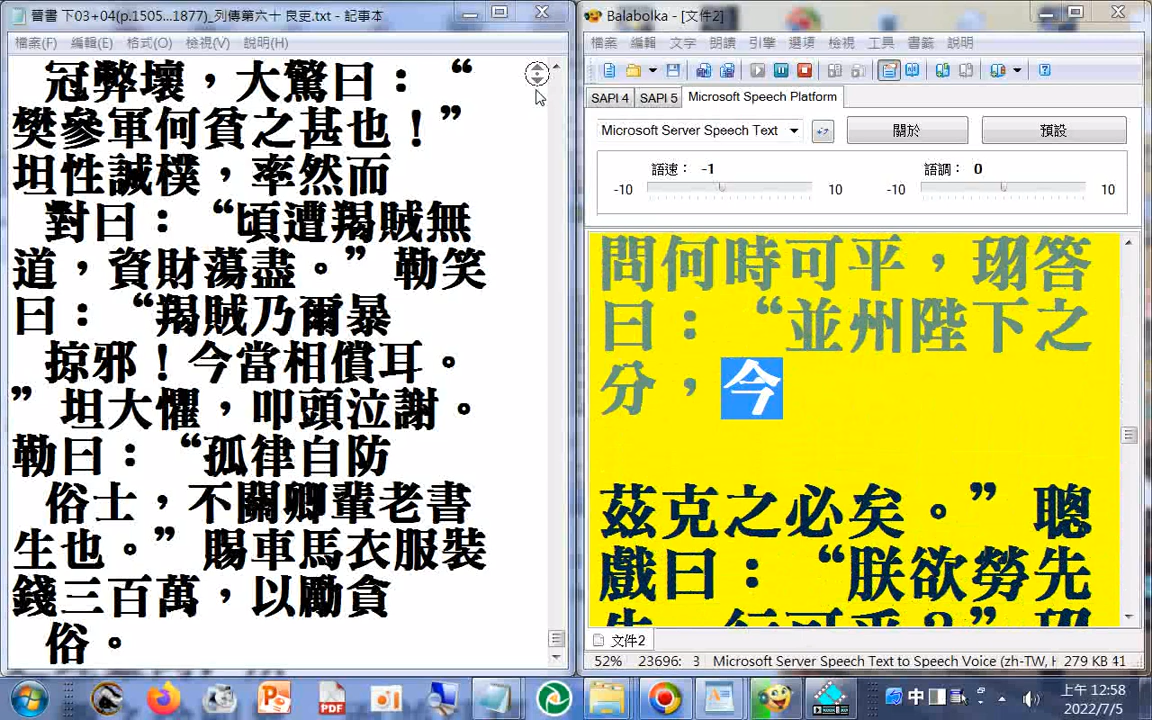 晉書 下03+04(p.1505...1877)_列傳第六十 良吏.txt - 記事本
檔案(F) 編輯(E) 格式(O) 檢視(V) 說明(H)
冠弊壞，大驚曰：“
樊參軍何貧之甚也！”
坦性誠樸，率然而
對曰：“頃遭羯賊無
道，資財蕩盡。”勒笑
曰：“羯賊乃爾暴
掠邪！今當相償耳。
”坦大懼，叩頭泣謝。
勒曰：“孤律自防
俗士，不關卿輩老書
生也。”賜車馬衣服裝
錢三百萬，以勵貪
俗。
Balabolka - [文件2]
檔案 編輯 文字 朗讀 引擎 選項 檢視 工具 書籤 說明
SAPI 4 SAPI 5 Microsoft Speech Platform
Microsoft Server Speech Text 關於 預設
語速： -1 語調： 0
-10 10 -10 10
問何時可平，珝答
曰：“並州陛下之
分，今
茲克之必矣。”聰
戲曰：“朕欲勞先
生一行可乎？”珝
文件2
52% 23696: 3 Microsoft Server Speech Text to Speech Voice (zh-TW, H 279 KB 41
中 上午 12:58
2022/7/5